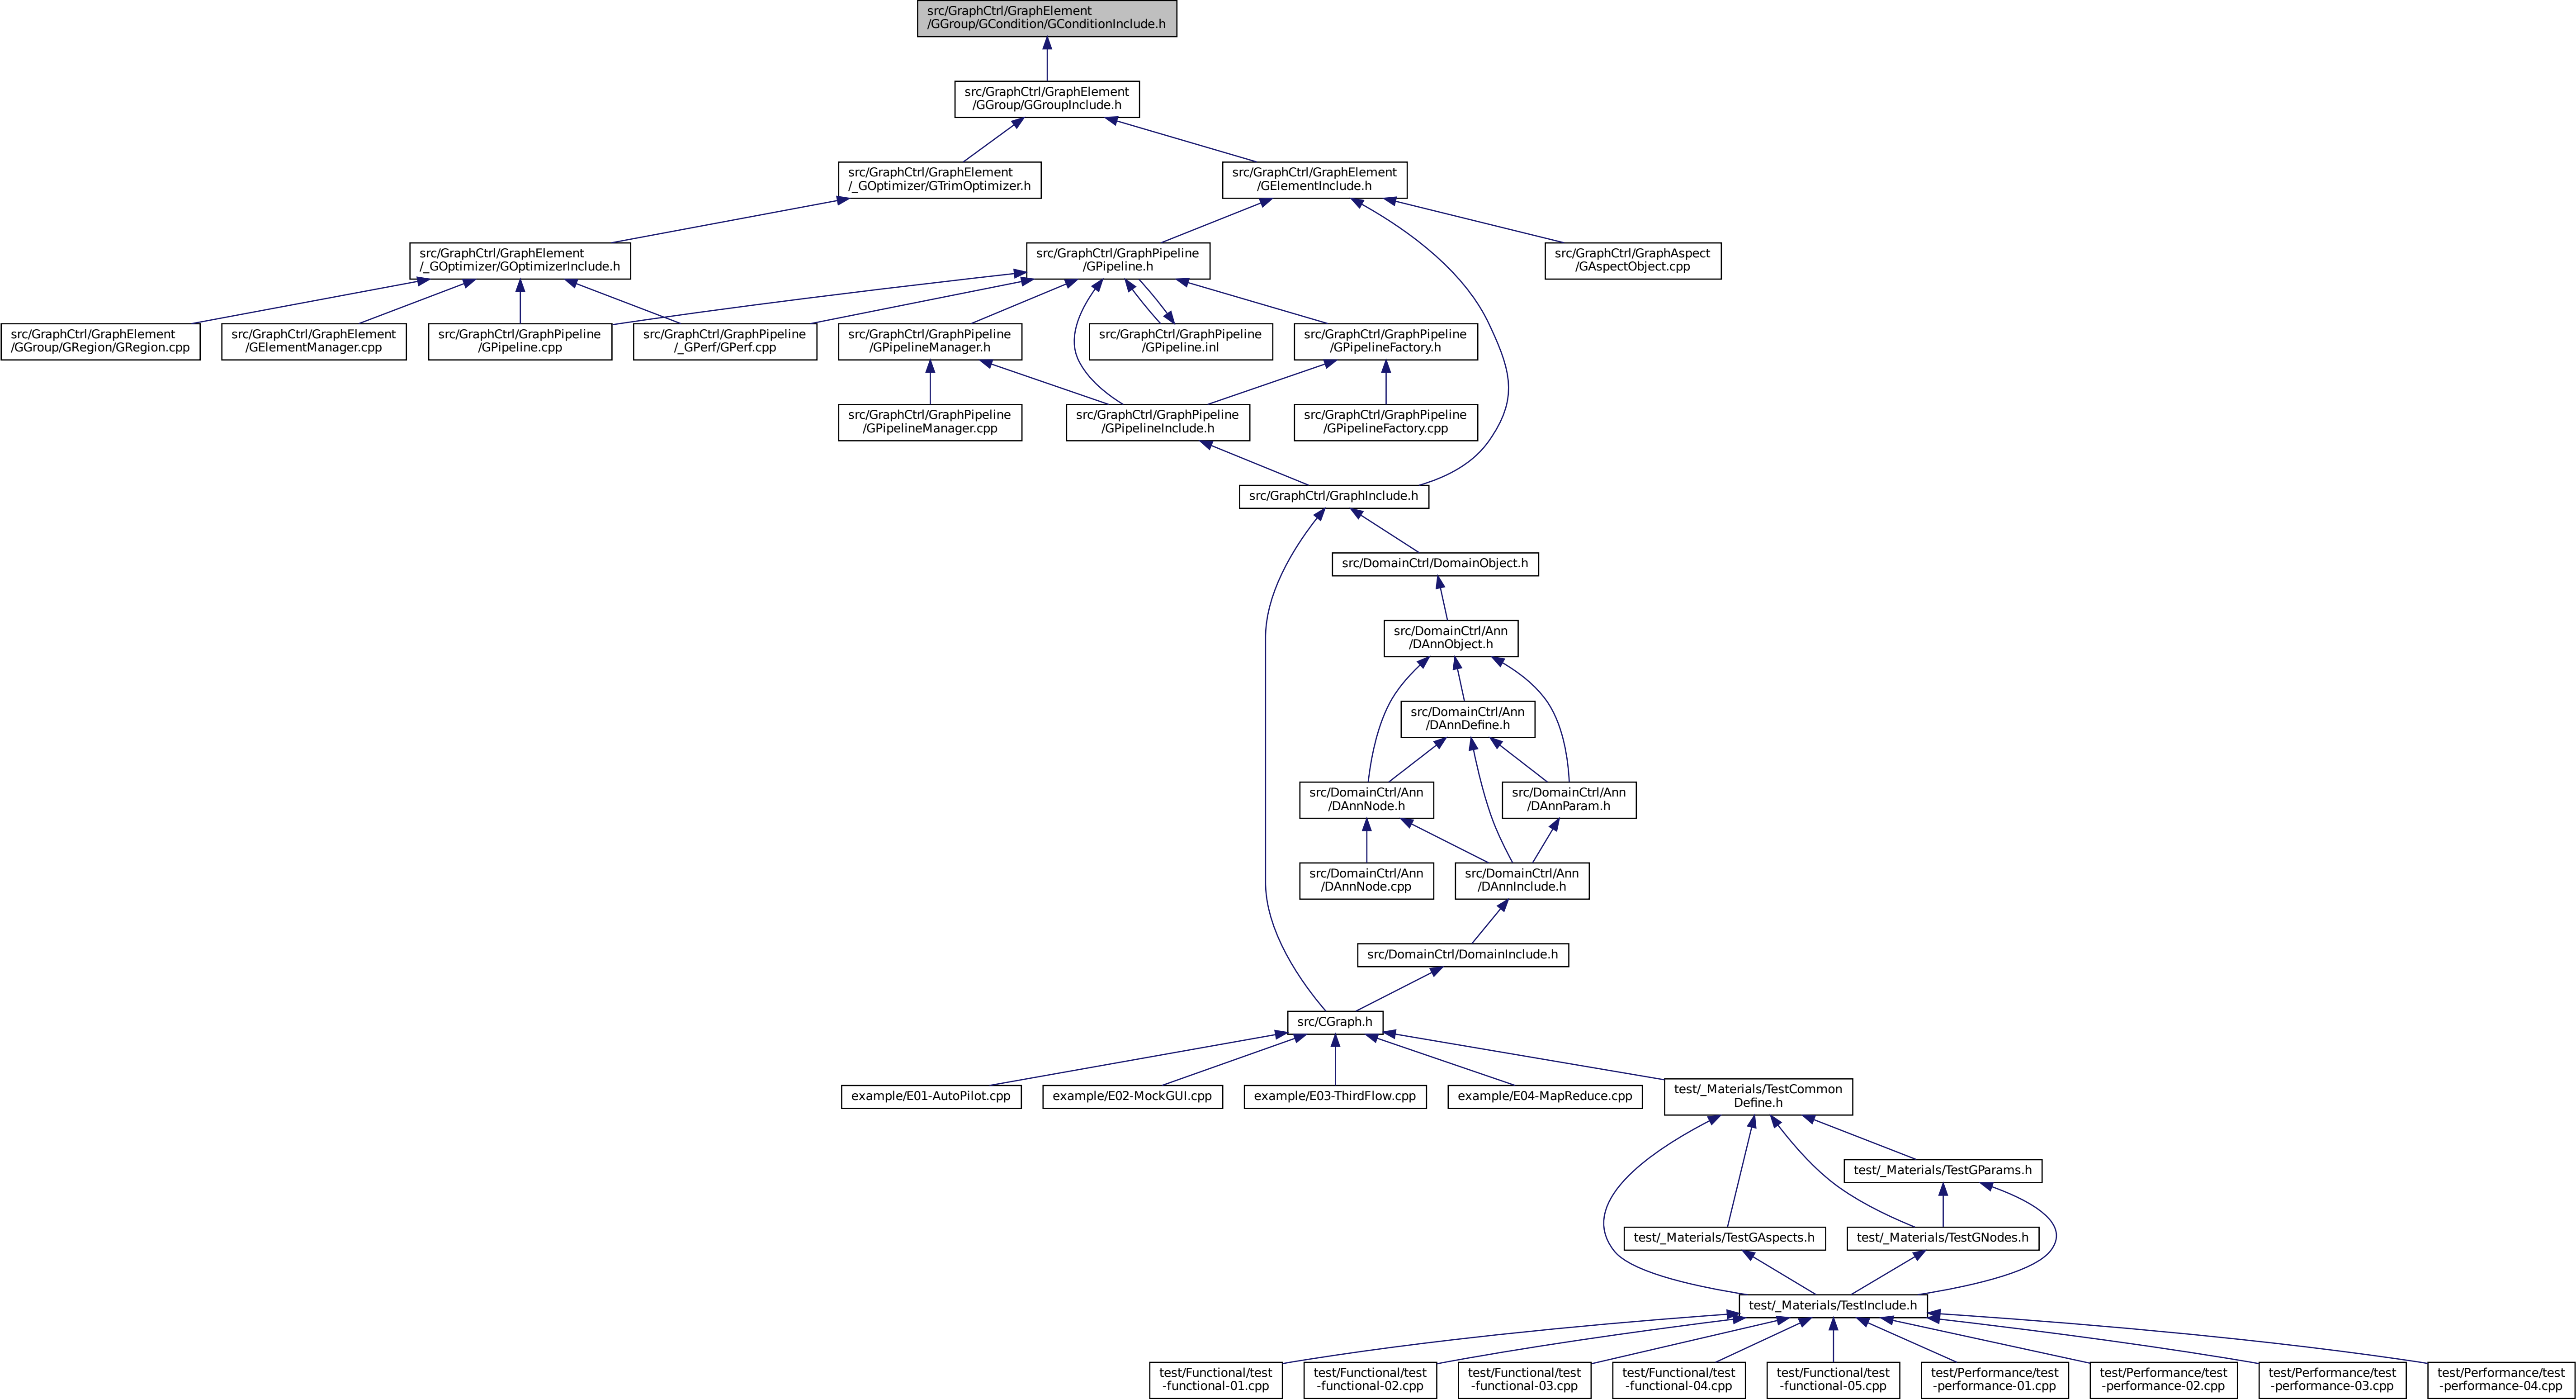 src/GraphCtrl/GraphElement
/GGroup/GCondition/GConditionInclude.h
src/GraphCtrl/GraphElement
/GGroup/GGroupInclude.h
src/GraphCtrl/GraphElement
/_GOptimizer/GTrimOptimizer.h
src/GraphCtrl/GraphElement
/GElementInclude.h
src/GraphCtrl/GraphElement
/_GOptimizer/GOptimizerInclude.h
src/GraphCtrl/GraphPipeline
/GPipeline.h
src/GraphCtrl/GraphAspect
/GAspectObject.cpp
src/GraphCtrl/GraphElement
/GGroup/GRegion/GRegion.cpp
src/GraphCtrl/GraphElement
/GElementManager.cpp
src/GraphCtrl/GraphPipeline
/GPipeline.cpp
src/GraphCtrl/GraphPipeline
/_GPerf/GPerf.cpp
src/GraphCtrl/GraphPipeline
/GPipelineManager.h
src/GraphCtrl/GraphPipeline
/GPipeline.inl
src/GraphCtrl/GraphPipeline
/GPipelineFactory.h
src/GraphCtrl/GraphPipeline
/GPipelineManager.cpp
src/GraphCtrl/GraphPipeline
/GPipelineInclude.h
src/GraphCtrl/GraphPipeline
/GPipelineFactory.cpp
src/GraphCtrl/GraphInclude.h
src/DomainCtrl/DomainObject.h
src/DomainCtrl/Ann
/DAnnObject.h
src/DomainCtrl/Ann
/DAnnDefine.h
src/DomainCtrl/Ann
/DAnnNode.h
src/DomainCtrl/Ann
/DAnnParam.h
src/DomainCtrl/Ann
/DAnnNode.cpp
src/DomainCtrl/Ann
/DAnnInclude.h
src/DomainCtrl/DomainInclude.h
src/CGraph.h
example/E01-AutoPilot.cpp
example/E02-MockGUI.cpp
example/E03-ThirdFlow.cpp
example/E04-MapReduce.cpp
test/_Materials/TestCommon
Define.h
test/_Materials/TestGParams.h
test/_Materials/TestGAspects.h
test/_Materials/TestGNodes.h
test/_Materials/TestInclude.h
test/Functional/test
-functional-01.cpp
test/Functional/test
-functional-02.cpp
test/Functional/test
-functional-03.cpp
test/Functional/test
-functional-04.cpp
test/Functional/test
-functional-05.cpp
test/Performance/test
-performance-01.cpp
test/Performance/test
-performance-02.cpp
test/Performance/test
-performance-03.cpp
test/Performance/test
-performance-04.cpp